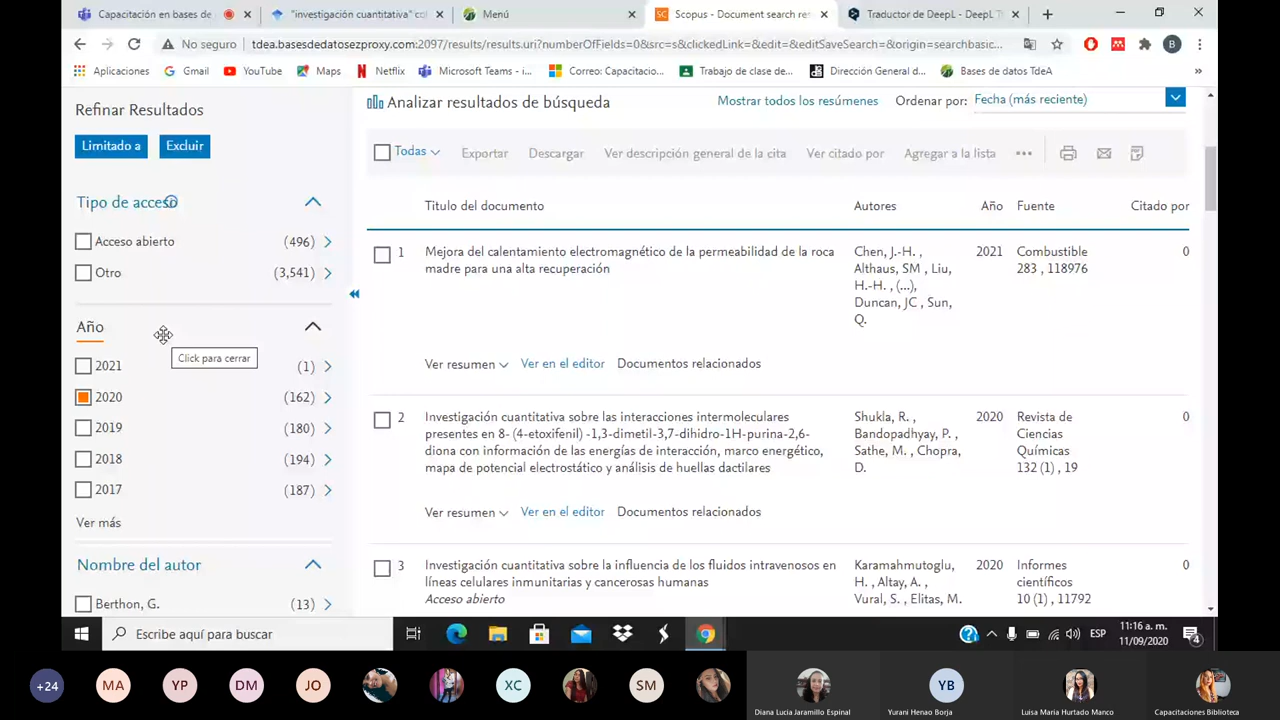 Capacitación en bases de
"investigación cuantitativa" col
Menú
Scopus - Document search res
Traductor de DeepL - DeepL T
No seguro
tdea.basesdedatosezproxy.com:2097/results/results.uri?numberOfFields=0&src=s&clickedLink=&edit=&editSaveSearch=&origin=searchbasic...
B
Aplicaciones
Gmail
YouTube
Maps
Netflix
Microsoft Teams - i...
Correo: Capacitacio...
Trabajo de clase de...
Dirección General d...
Bases de datos TdeA
»
Refinar Resultados
Limitado a
Excluir
Tipo de acceso
Acceso abierto (496)
Otro (3,541)
Año
Click para cerrar
2021 (1)
2020 (162)
2019 (180)
2018 (194)
2017 (187)
Ver más
Nombre del autor
Berthon, G. (13)
Analizar resultados de búsqueda
Mostrar todos los resúmenes
Ordenar por:
Fecha (más reciente)
Todas
Exportar
Descargar
Ver descripción general de la cita
Ver citado por
Agregar a la lista
Titulo del documento
Autores
Año
Fuente
Citado por
1
Mejora del calentamiento electromagnético de la permeabilidad de la roca
madre para una alta recuperación
Chen, J.-H. ,
Althaus, SM , Liu,
H.-H. , (...),
Duncan, JC , Sun,
Q.
2021
Combustible
283 , 118976
0
Ver resumen
Ver en el editor
Documentos relacionados
2
Investigación cuantitativa sobre las interacciones intermoleculares
presentes en 8- (4-etoxifenil) -1,3-dimetil-3,7-dihidro-1H-purina-2,6-
diona con información de las energías de interacción, marco energético,
mapa de potencial electrostático y análisis de huellas dactilares
Shukla, R. ,
Bandopadhyay, P. ,
Sathe, M. , Chopra,
D.
2020
Revista de
Ciencias
Químicas
132 (1) , 19
0
Ver resumen
Ver en el editor
Documentos relacionados
3
Investigación cuantitativa sobre la influencia de los fluidos intravenosos en
líneas celulares inmunitarias y cancerosas humanas
Acceso abierto
Karamahmutoglu,
H. , Altay, A. ,
Vural, S. , Elitas, M.
2020
Informes
científicos
10 (1) , 11792
0
Escribe aquí para buscar
ESP
11:16 a. m.
11/09/2020
4
+24
MA
YP
DM
JO
XC
SM
YB
Diana Lucia Jaramillo Espinal
Yurani Henao Borja
Luisa Maria Hurtado Manco
Capacitaciones Biblioteca